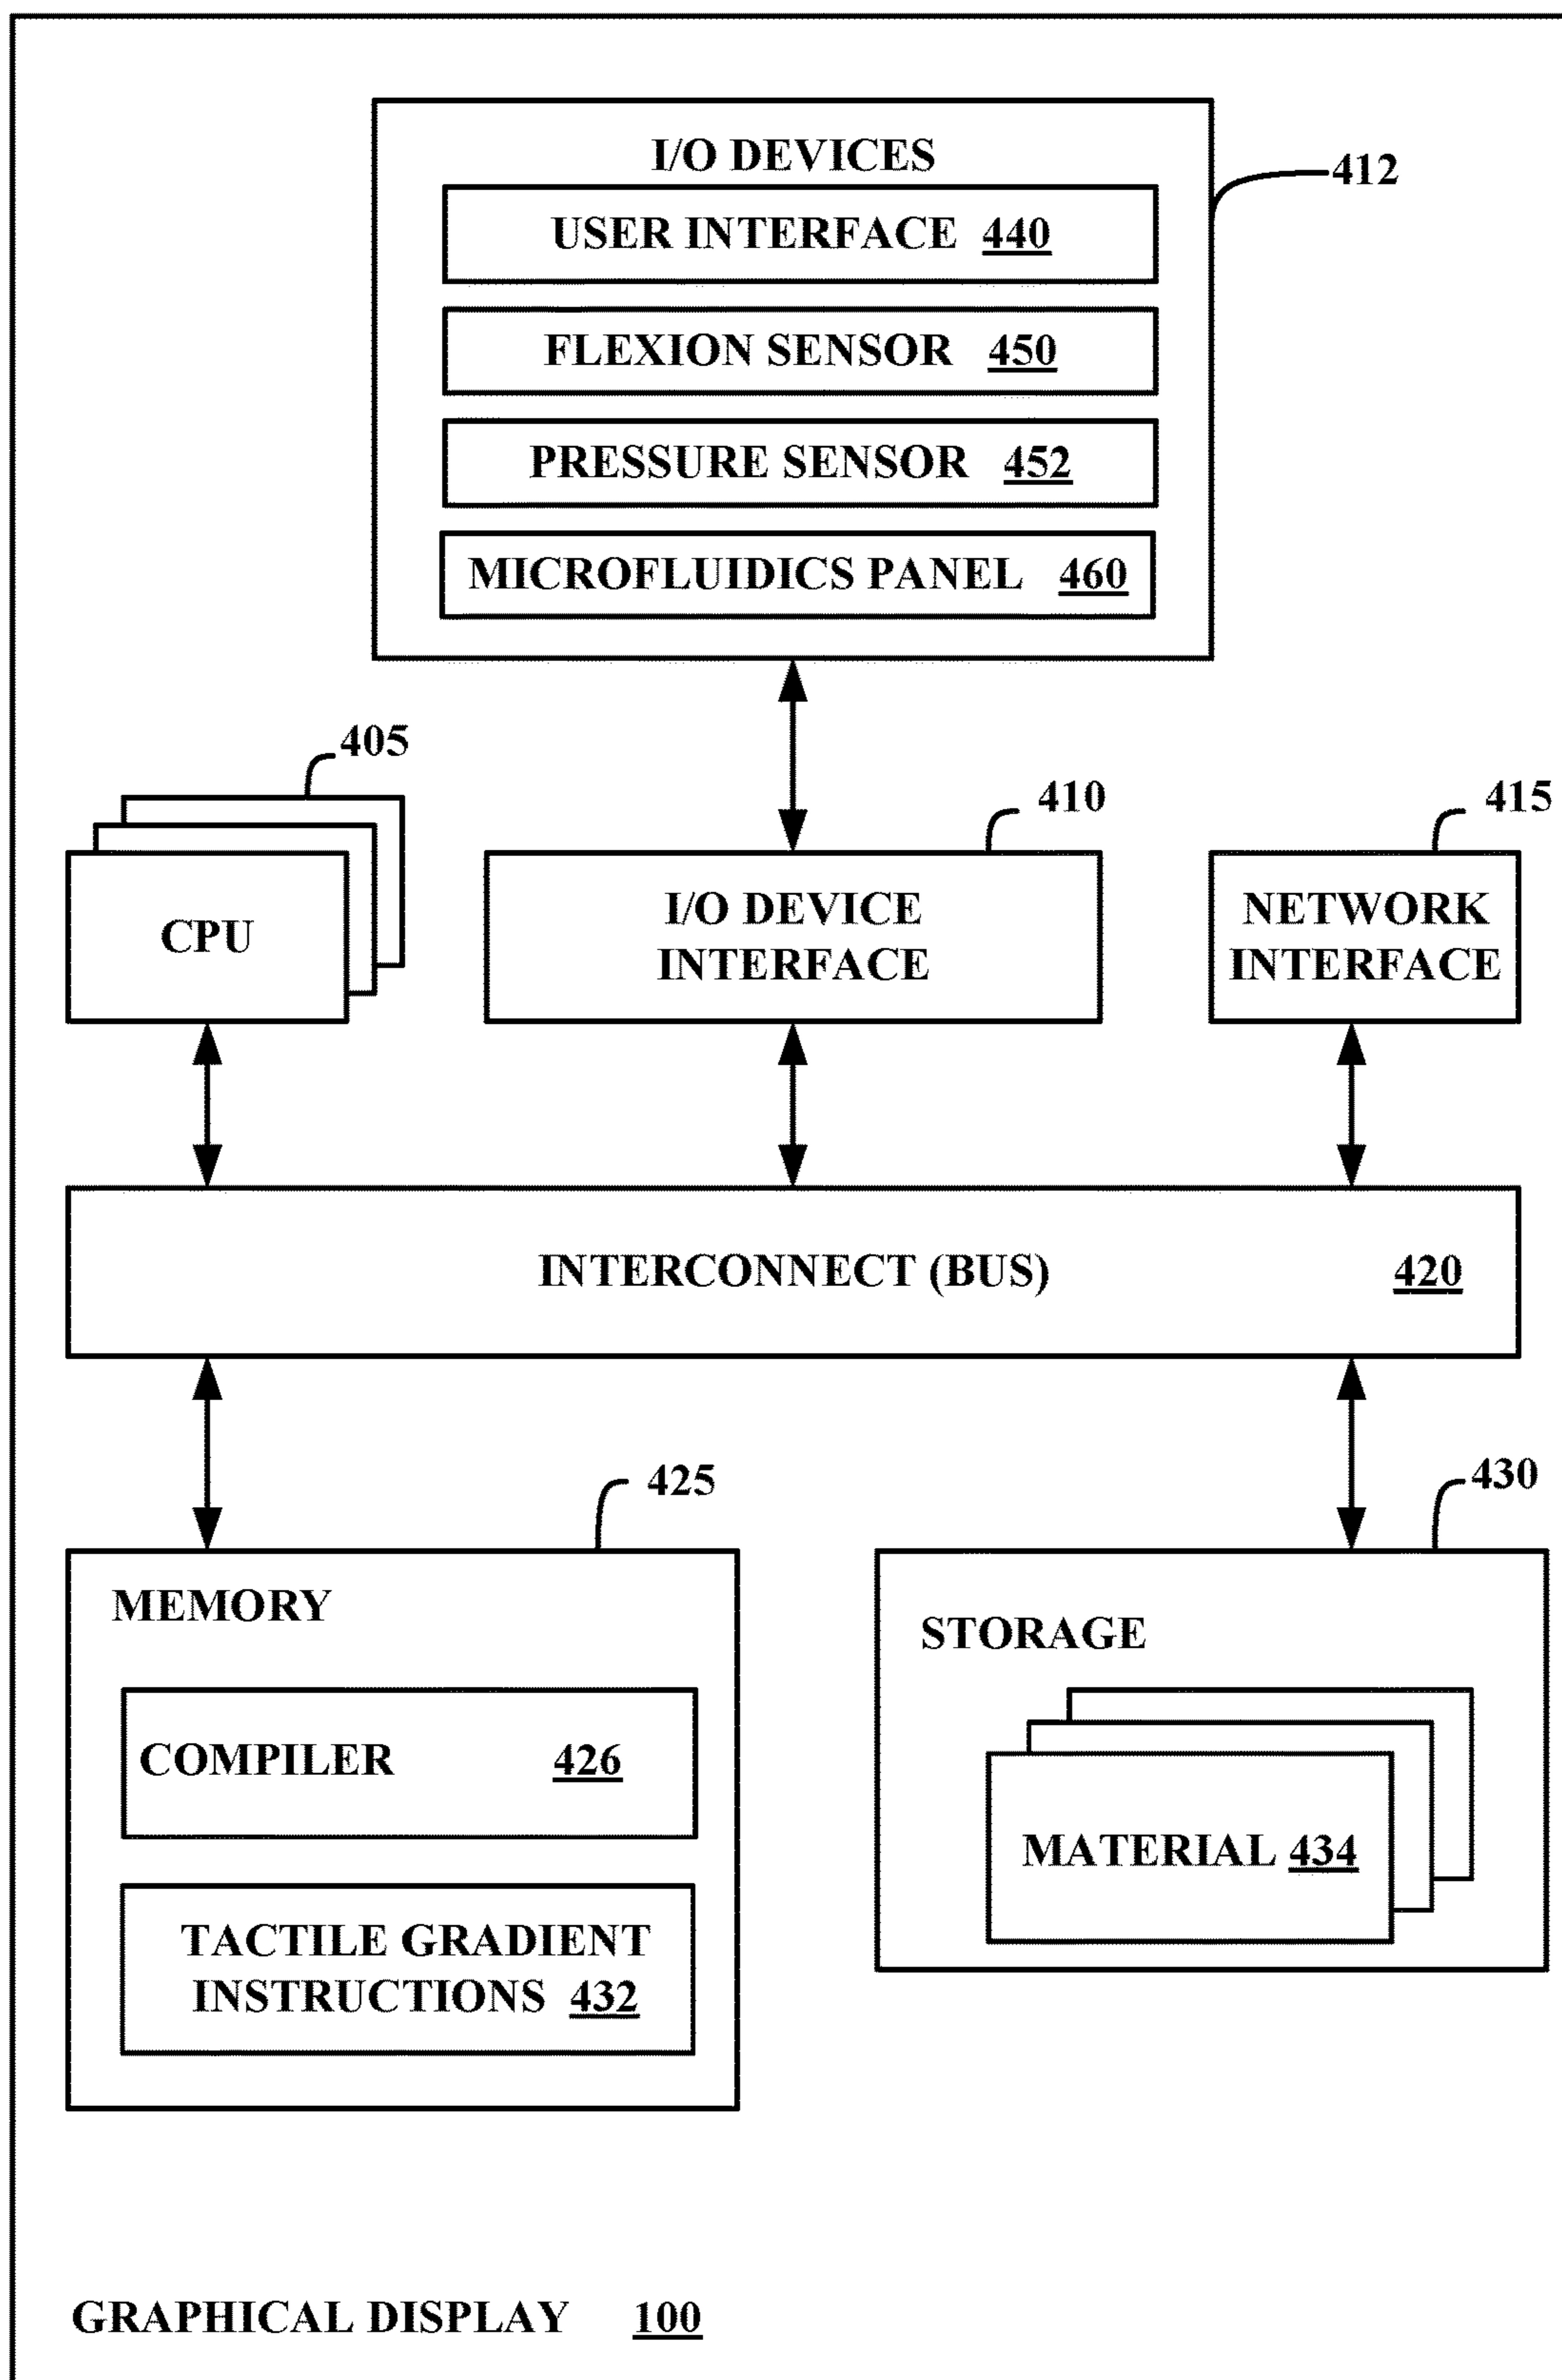 I/O DEVICES
412
USER INTERFACE 440
FLEXION SENSOR 450
PRESSURE SENSOR 452
MICROFLUIDICS PANEL 460
405
410
415
CPU
I/O DEVICE
INTERFACE
NETWORK
INTERFACE
INTERCONNECT (BUS) 420
425
430
MEMORY
STORAGE
COMPILER 426
MATERIAL 434
TACTILE GRADIENT
INSTRUCTIONS 432
GRAPHICAL DISPLAY 100